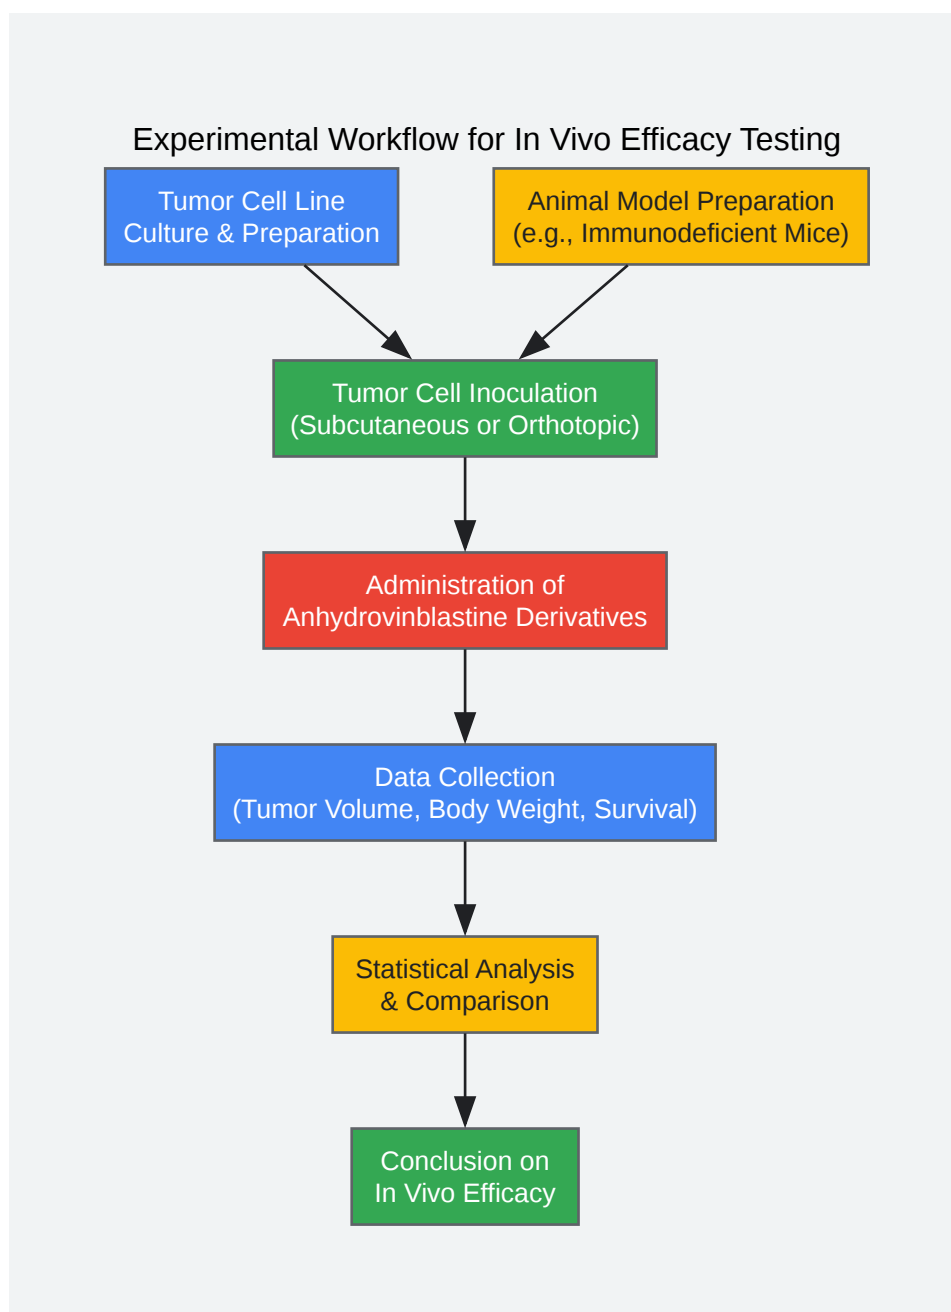 Experimental Workflow for In Vivo Efficacy Testing
Tumor Cell Line
Culture & Preparation
Animal Model Preparation
(e.g., Immunodeficient Mice)
Tumor Cell Inoculation
(Subcutaneous or Orthotopic)
Administration of
Anhydrovinblastine Derivatives
Data Collection
(Tumor Volume, Body Weight, Survival)
Statistical Analysis
& Comparison
Conclusion on
In Vivo Efficacy